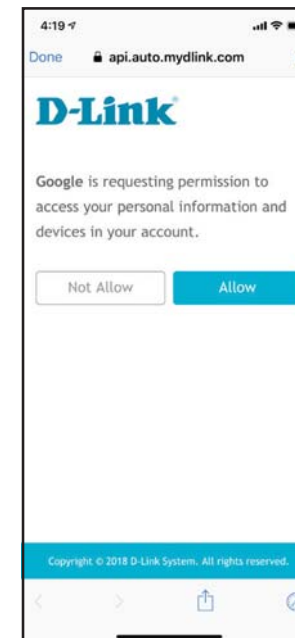 4:19
Done api.auto.mydlink.com
D-Link
Google is requesting permission to
access your personal information and
devices in your account.
Not Allow Allow
Copyright © 2018 D-Link System. All rights reserved.